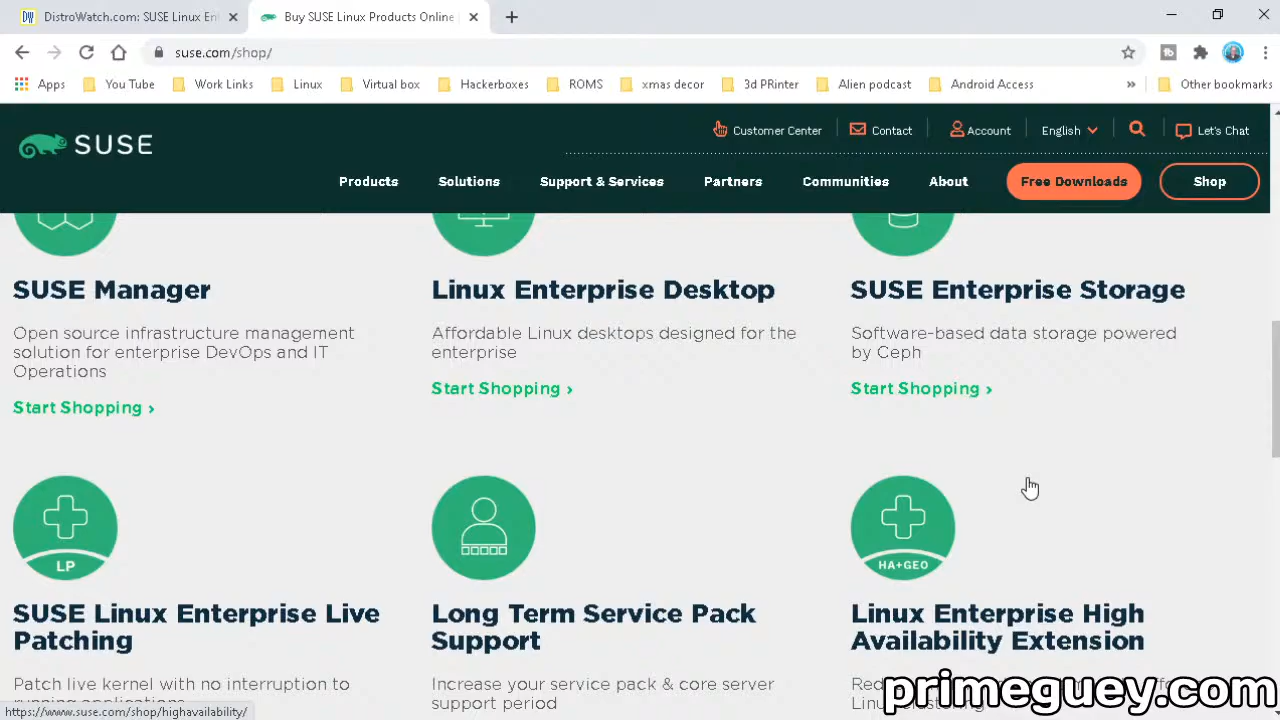 DW DistroWatch.com: SUSE Linux En
Buy SUSE Linux Products Online
suse.com/shop/
Apps
You Tube
Work Links
Linux
Virtual box
Hackerboxes
ROMS
xmas decor
3d PRinter
Alien podcast
Android Access
»
Other bookmarks
SUSE
Customer Center
Contact
Account
English
Let's Chat
Products
Solutions
Support & Services
Partners
Communities
About
Free Downloads
Shop
SUSE Manager
Open source infrastructure management
solution for enterprise DevOps and IT
Operations
Start Shopping ›
Linux Enterprise Desktop
Affordable Linux desktops designed for the
enterprise
Start Shopping ›
SUSE Enterprise Storage
Software-based data storage powered
by Ceph
Start Shopping ›
LP
SUSE Linux Enterprise Live
Patching
Patch live kernel with no interruption to
running applications
Long Term Service Pack
Support
Increase your service pack & core server
support period
HA+GEO
Linux Enterprise High
Availability Extension
Linux
primeguey.com
https://www.suse.com/shop/highavailability/